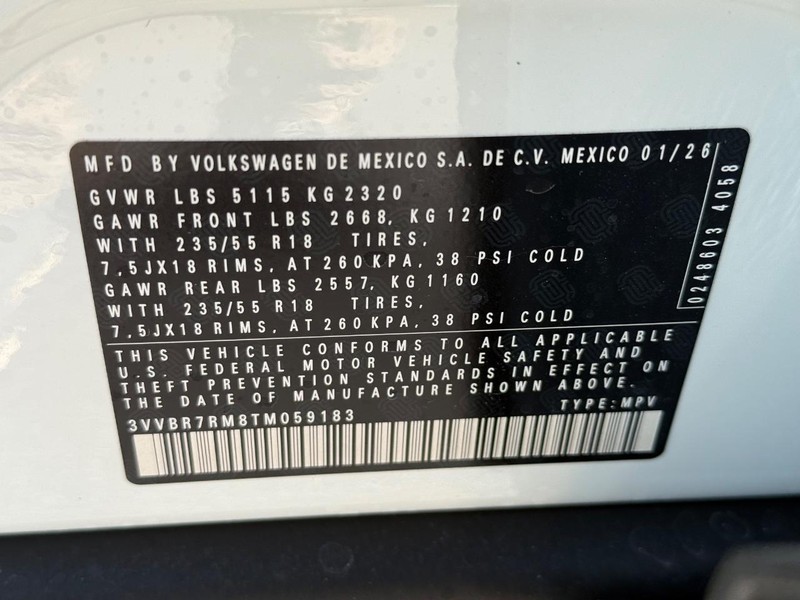 MFD BY VOLKSWAGEN DE MEXICO S.A. DE C.V. MEXICO 01/26
GVWR LBS 5115 KG 2320
GAWR FRONT LBS 2668, KG 1210
WITH 235/55 R18 TIRES,
7,5JX18 RIMS, AT 260 KPA, 38 PSI COLD
GAWR REAR LBS 2557, KG 1160
WITH 235/55 R18 TIRES,
7,5JX18 RIMS, AT 260 KPA, 38 PSI COLD
0248603 4058
THIS VEHICLE CONFORMS TO ALL APPLICABLE
U.S. FEDERAL MOTOR VEHICLE SAFETY AND
THEFT PREVENTION STANDARDS IN EFFECT ON
THE DATE OF MANUFACTURE SHOWN ABOVE.
3VVBR7RM8TM059183 TYPE: MPV